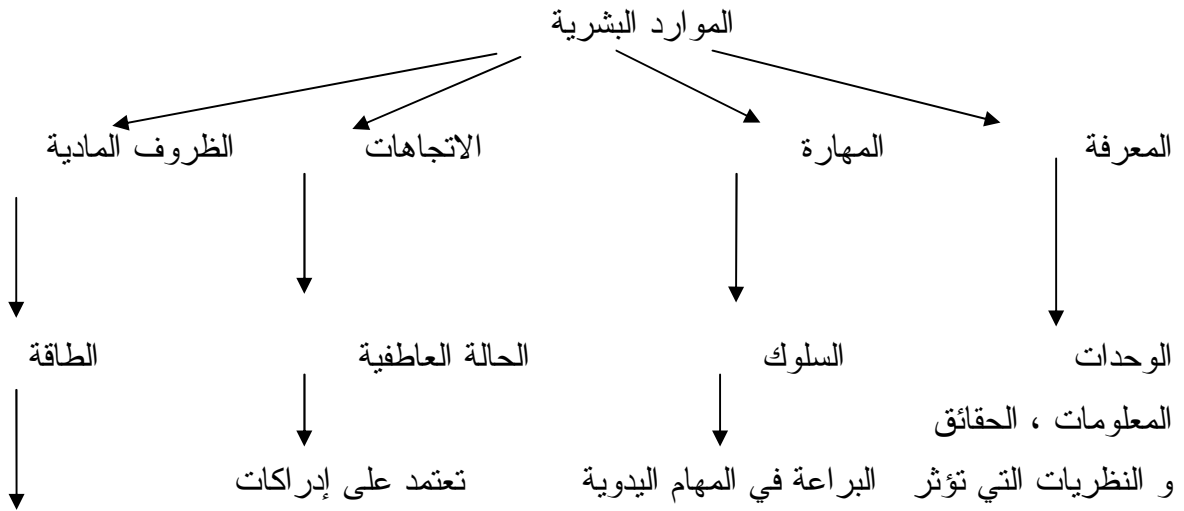 الموارد البشرية
المعرفة المهارة الاتجاهات الظروف المادية
الوحدات السلوك الحالة العاطفية الطاقة
المعلومات ، الحقائق
و النظريات التي تؤثر البراعة في المهام اليدوية تعتمد على إدراكات